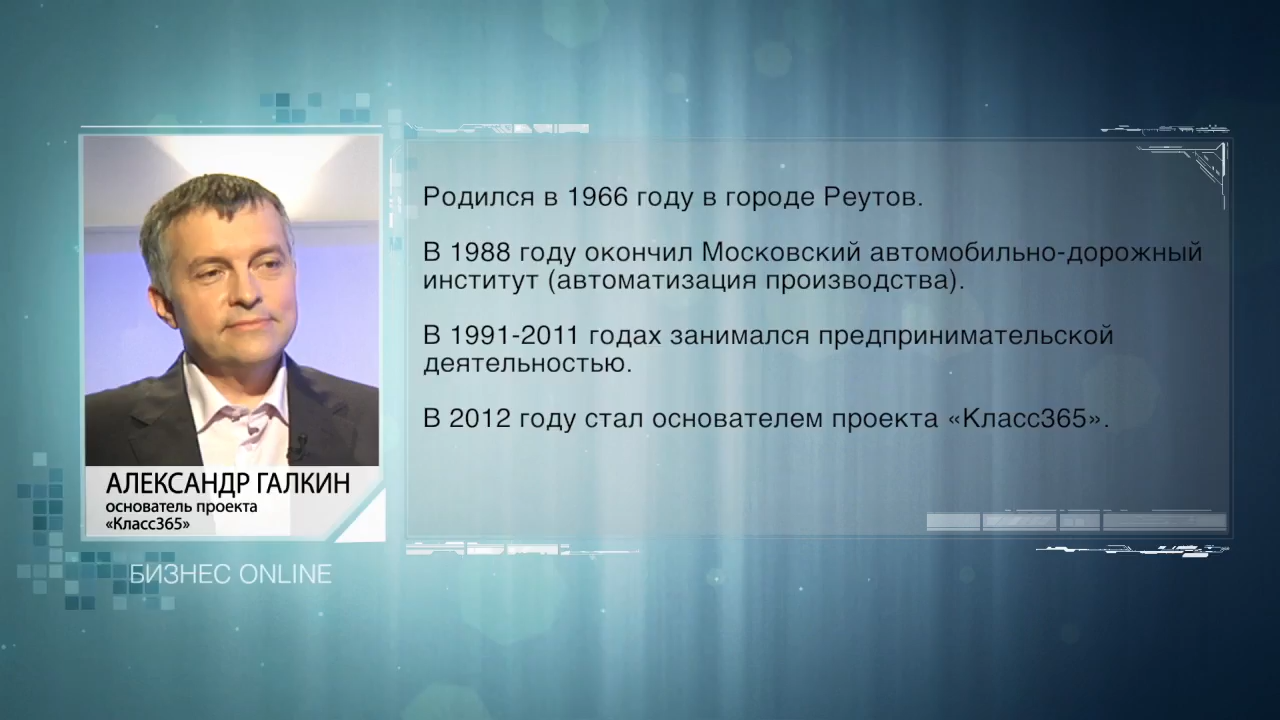 Родился в 1966 году в городе Реутов.
В 1988 году окончил Московский автомобильно-дорожный
институт (автоматизация производства).
В 1991-2011 годах занимался предпринимательской
деятельностью.
В 2012 году стал основателем проекта «Класс365».
АЛЕКСАНДР ГАЛКИН
основатель проекта
«Класс365»
БИЗНЕС ONLINE